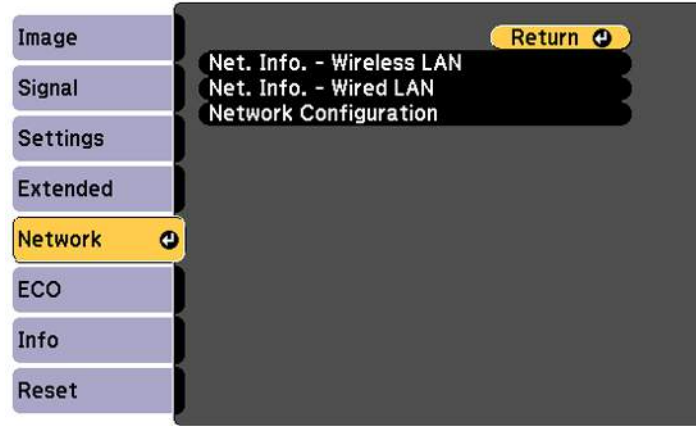 Image
Signal
Settings
Extended
Network
ECO
Info
Reset
Return
Net. Info. - Wireless LAN
Net. Info. - Wired LAN
Network Configuration